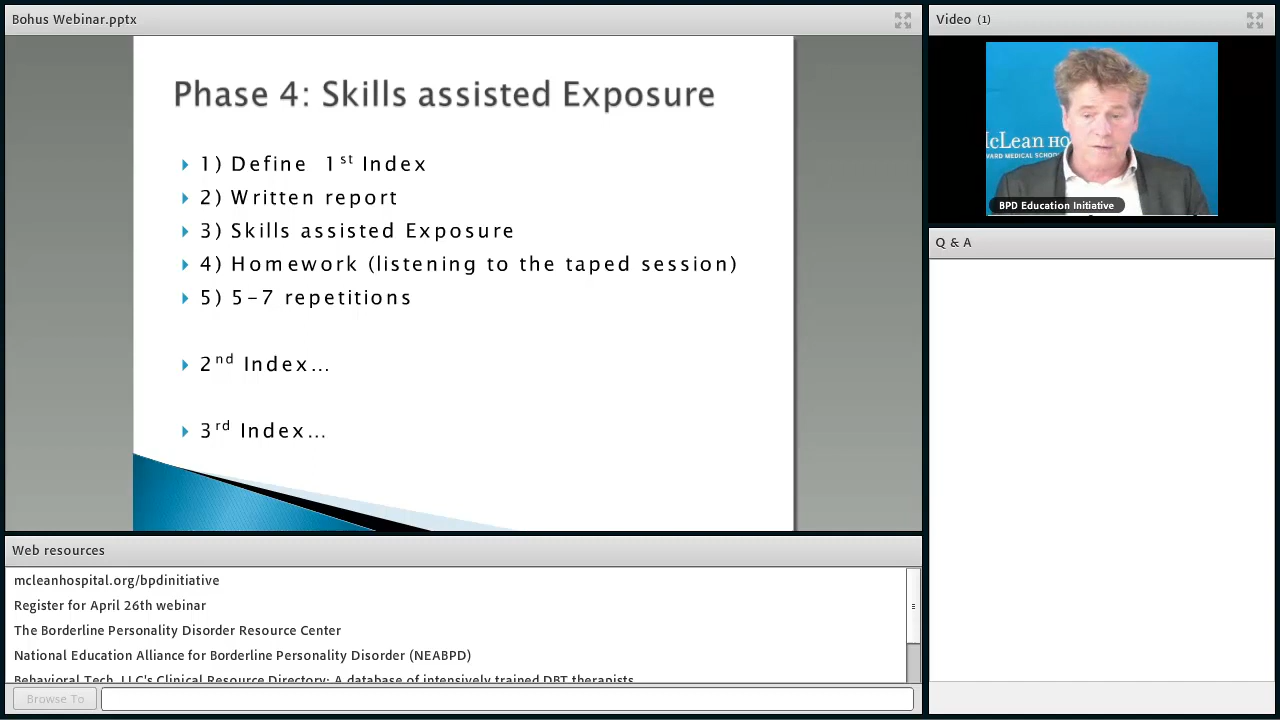 Bohus Webinar.pptx
Phase 4: Skills assisted Exposure
1) Define 1st Index
2) Written report
3) Skills assisted Exposure
4) Homework (listening to the taped session)
5) 5-7 repetitions
2nd Index...
3rd Index...
Web resources
mcleanhospital.org/bpdinitiative
Register for April 26th webinar
The Borderline Personality Disorder Resource Center
National Education Alliance for Borderline Personality Disorder (NEABPD)
Behavioral Tech, LLC's Clinical Resource Directory: A database of intensively trained DBT therapists
Browse To
Video (1)
McLean HO
VARD MEDICAL SCHOO
BPD Education Initiative
Q & A